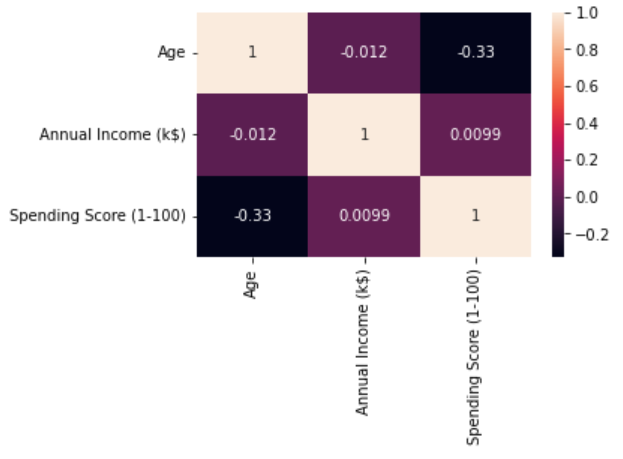 Age 1 -0.012 -0.33
Annual Income (k$) -0.012 1 0.0099
Spending Score (1-100) -0.33 0.0099 1
Age
Annual Income (k$)
Spending Score (1-100)
1.0
0.8
0.6
0.4
0.2
0.0
−0.2